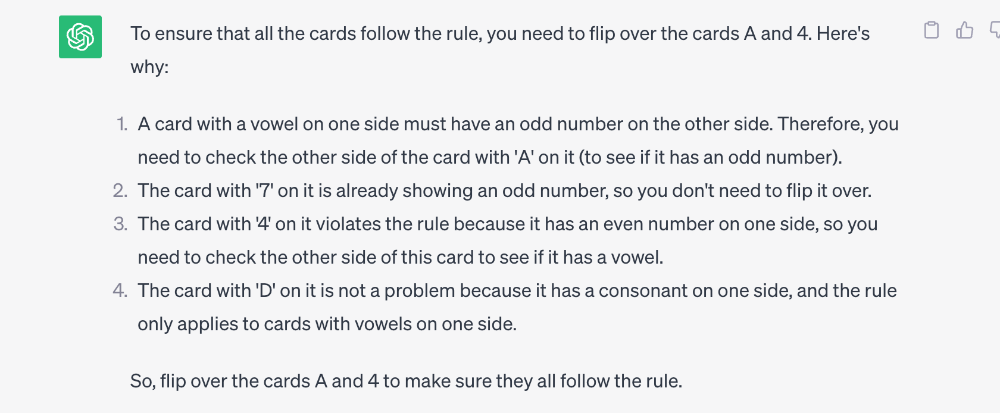 To ensure that all the cards follow the rule, you need to flip over the cards A and 4. Here's
why:
1. A card with a vowel on one side must have an odd number on the other side. Therefore, you
need to check the other side of the card with 'A' on it (to see if it has an odd number).
2. The card with '7' on it is already showing an odd number, so you don't need to flip it over.
3. The card with '4' on it violates the rule because it has an even number on one side, so you
need to check the other side of this card to see if it has a vowel.
4. The card with 'D' on it is not a problem because it has a consonant on one side, and the rule
only applies to cards with vowels on one side.
So, flip over the cards A and 4 to make sure they all follow the rule.